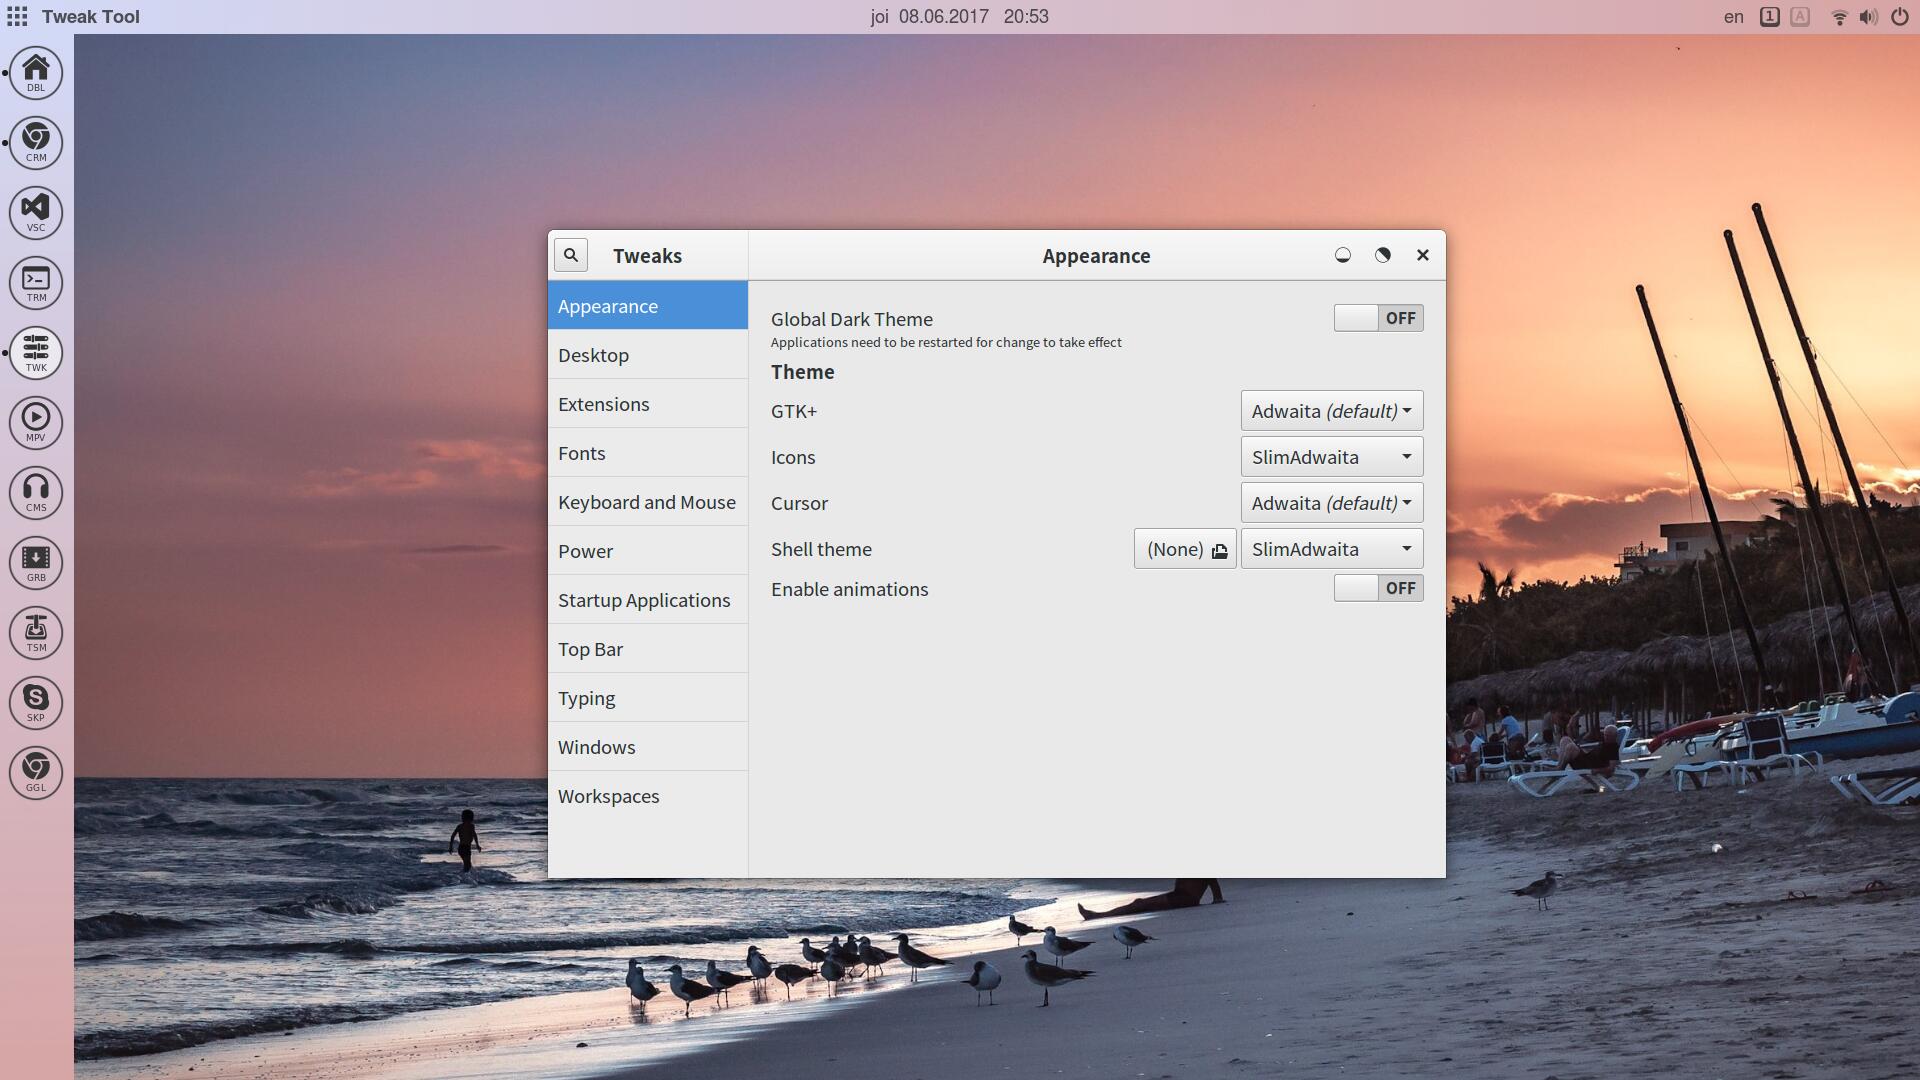 Tweak Tool
joi 08.06.2017 20:53
en 1 A
DBL
CRM
VSC
TRM
TWK
MPV
CMS
GRB
TSM
SKP
GGL
Tweaks
Appearance
Appearance
Desktop
Extensions
Fonts
Keyboard and Mouse
Power
Startup Applications
Top Bar
Typing
Windows
Workspaces
Global Dark Theme OFF
Applications need to be restarted for change to take effect
Theme
GTK+ Adwaita (default)
Icons SlimAdwaita
Cursor Adwaita (default)
Shell theme (None) SlimAdwaita
Enable animations OFF